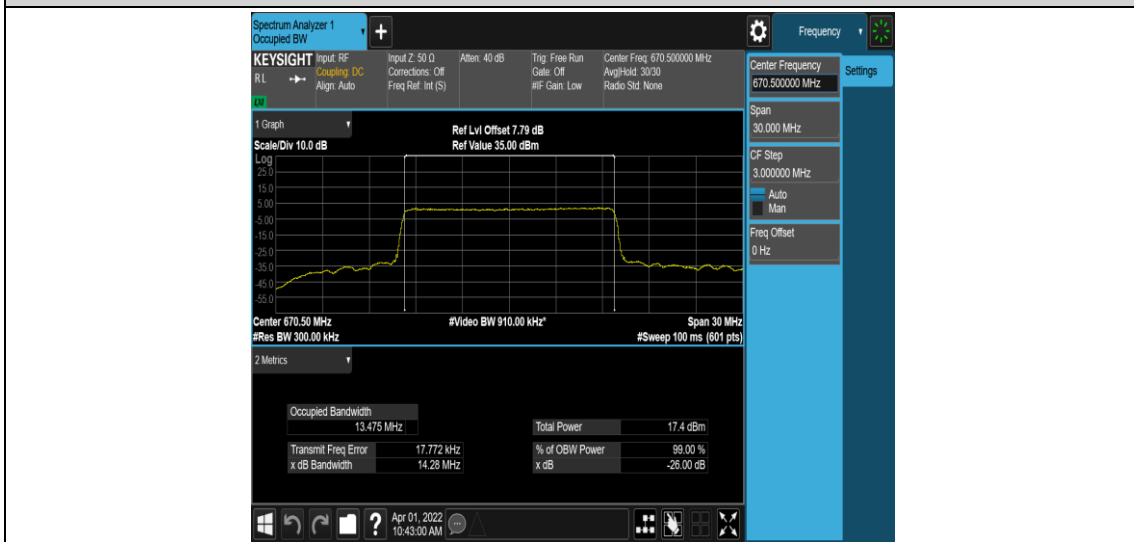 Spectrum Analyzer 1
Occupied BW
Frequency
KEYSIGHT Input: RF Input Z: 50 Ω Atten: 40 dB Trig: Free Run Center Freq: 670.500000 MHz
RL Coupling: DC Corrections: Off Gate: Off Avg|Hold: 30/30
Align: Auto Freq Ref: Int (S) #IF Gain: Low Radio Std: None
Center Frequency
670.500000 MHz
Settings
Span
30.000 MHz
CF Step
3.000000 MHz
Auto
Man
Freq Offset
0 Hz
1 Graph
Ref Lvl Offset 7.79 dB
Scale/Div 10.0 dB Ref Value 35.00 dBm
Log
25.0
15.0
5.00
-5.00
-15.0
-25.0
-35.0
-45.0
-55.0
Center 670.50 MHz #Video BW 910.00 kHz* Span 30 MHz
#Res BW 300.00 kHz #Sweep 100 ms (601 pts)
2 Metrics
Occupied Bandwidth
13.475 MHz
Total Power 17.4 dBm
Transmit Freq Error 17.772 kHz % of OBW Power 99.00 %
x dB Bandwidth 14.28 MHz x dB -26.00 dB
Apr 01, 2022
10:43:00 AM